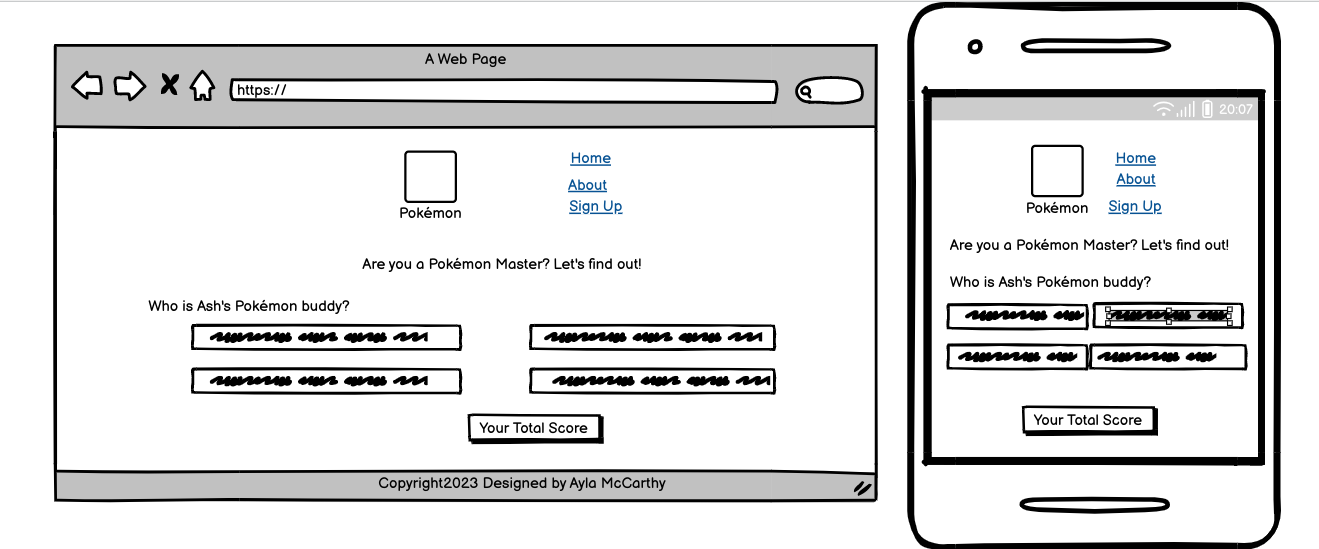 A Web Page
https://
Home
About
Pokémon
Sign Up
Are you a Pokémon Master? Let's find out!
Who is Ash's Pokémon buddy?
Your Total Score
Copyright2023 Designed by Ayla McCarthy
20:07
Home
About
Pokémon
Sign Up
Are you a Pokémon Master? Let's find out!
Who is Ash's Pokémon buddy?
Your Total Score